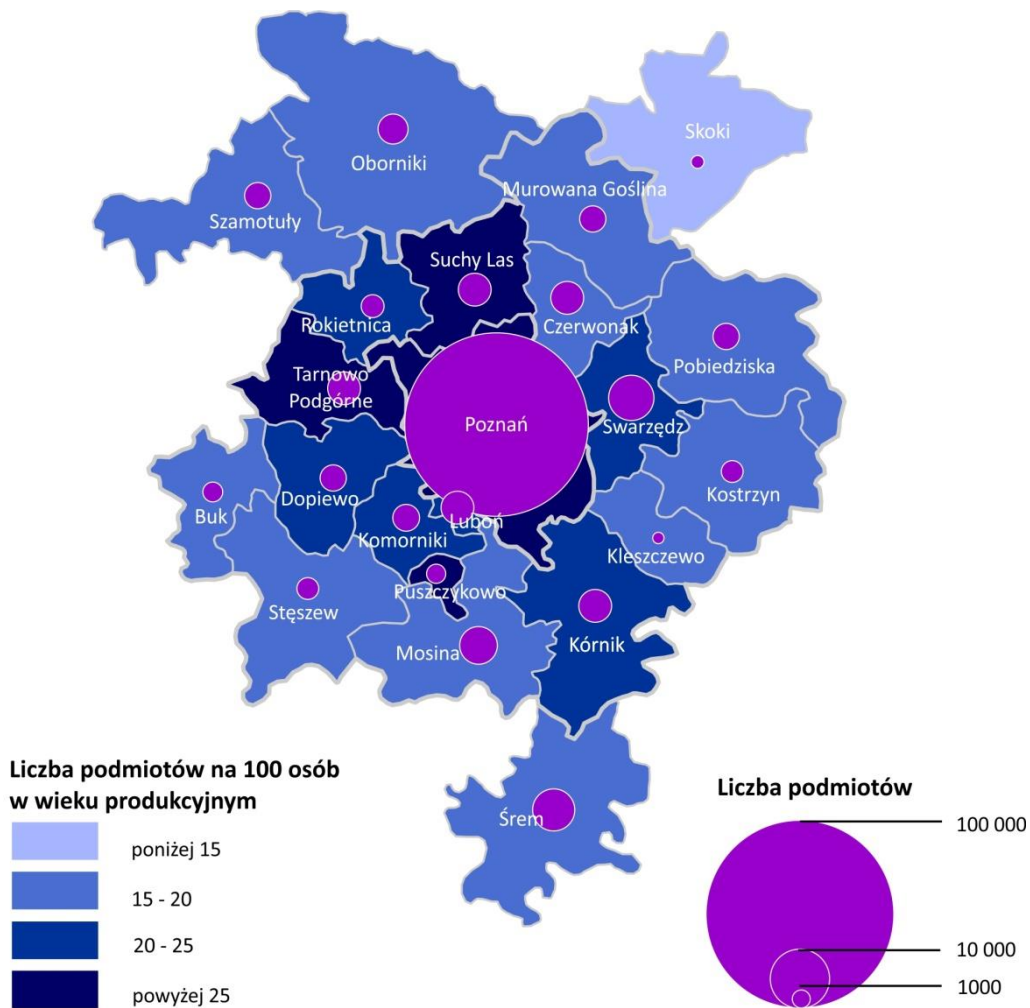 Skoki
Oborniki
Murowana Goślina
Szamotuły
Suchy Las
Rokietnica
Czerwonak
Pobiedziska
Tarnowo
Podgórne
Poznań
Swarzędz
Kostrzyn
Dopiewo
Buk
Luboń
Komorniki
Kleszczewo
Puszczykowo
Stęszew
Kórnik
Mosina
Śrem
Liczba podmiotów na 100 osób
w wieku produkcyjnym
poniżej 15
15 - 20
20 - 25
powyżej 25
Liczba podmiotów
100 000
10 000
1000